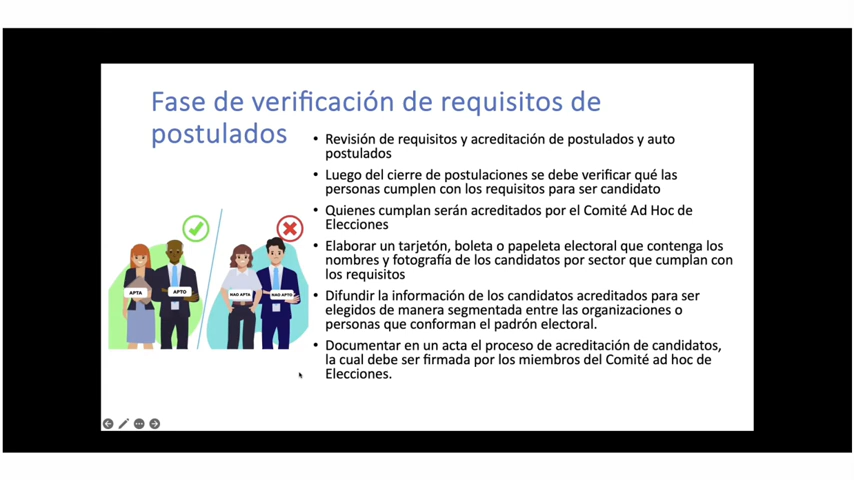 Fase de verificación de requisitos de
postulados
• Revisión de requisitos y acreditación de postulados y auto
postulados
• Luego del cierre de postulaciones se debe verificar qué las
personas cumplen con los requisitos para ser candidato
• Quienes cumplan serán acreditados por el Comité Ad Hoc de
Elecciones
• Elaborar un tarjetón, boleta o papeleta electoral que contenga los
nombres y fotografía de los candidatos por sector que cumplan con
los requisitos
• Difundir la información de los candidatos acreditados para ser
elegidos de manera segmentada entre las organizaciones o
personas que conforman el padrón electoral.
• Documentar en un acta el proceso de acreditación de candidatos,
la cual debe ser firmada por los miembros del Comité ad hoc de
Elecciones.
APTA
APTO
NAO APTA
NAO APTO